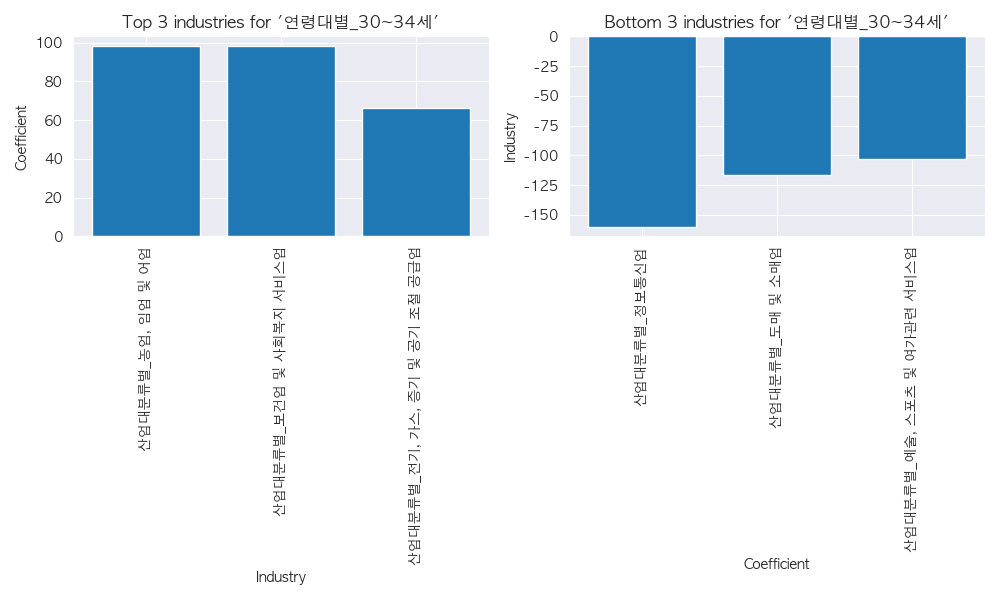 Top 3 industries for '연령대별_30~34세'
Coefficient
100
80
60
40
20
0
산업대분류별_농업, 임업 및 어업
산업대분류별_보건업 및 사회복지 서비스업
산업대분류별_전기, 가스, 증기 및 공기 조절 공급업
Industry
Bottom 3 industries for '연령대별_30~34세'
Industry
0
-25
-50
-75
-100
-125
-150
산업대분류별_정보통신업
산업대분류별_도매 및 소매업
산업대분류별_예술, 스포츠 및 여가관련 서비스업
Coefficient